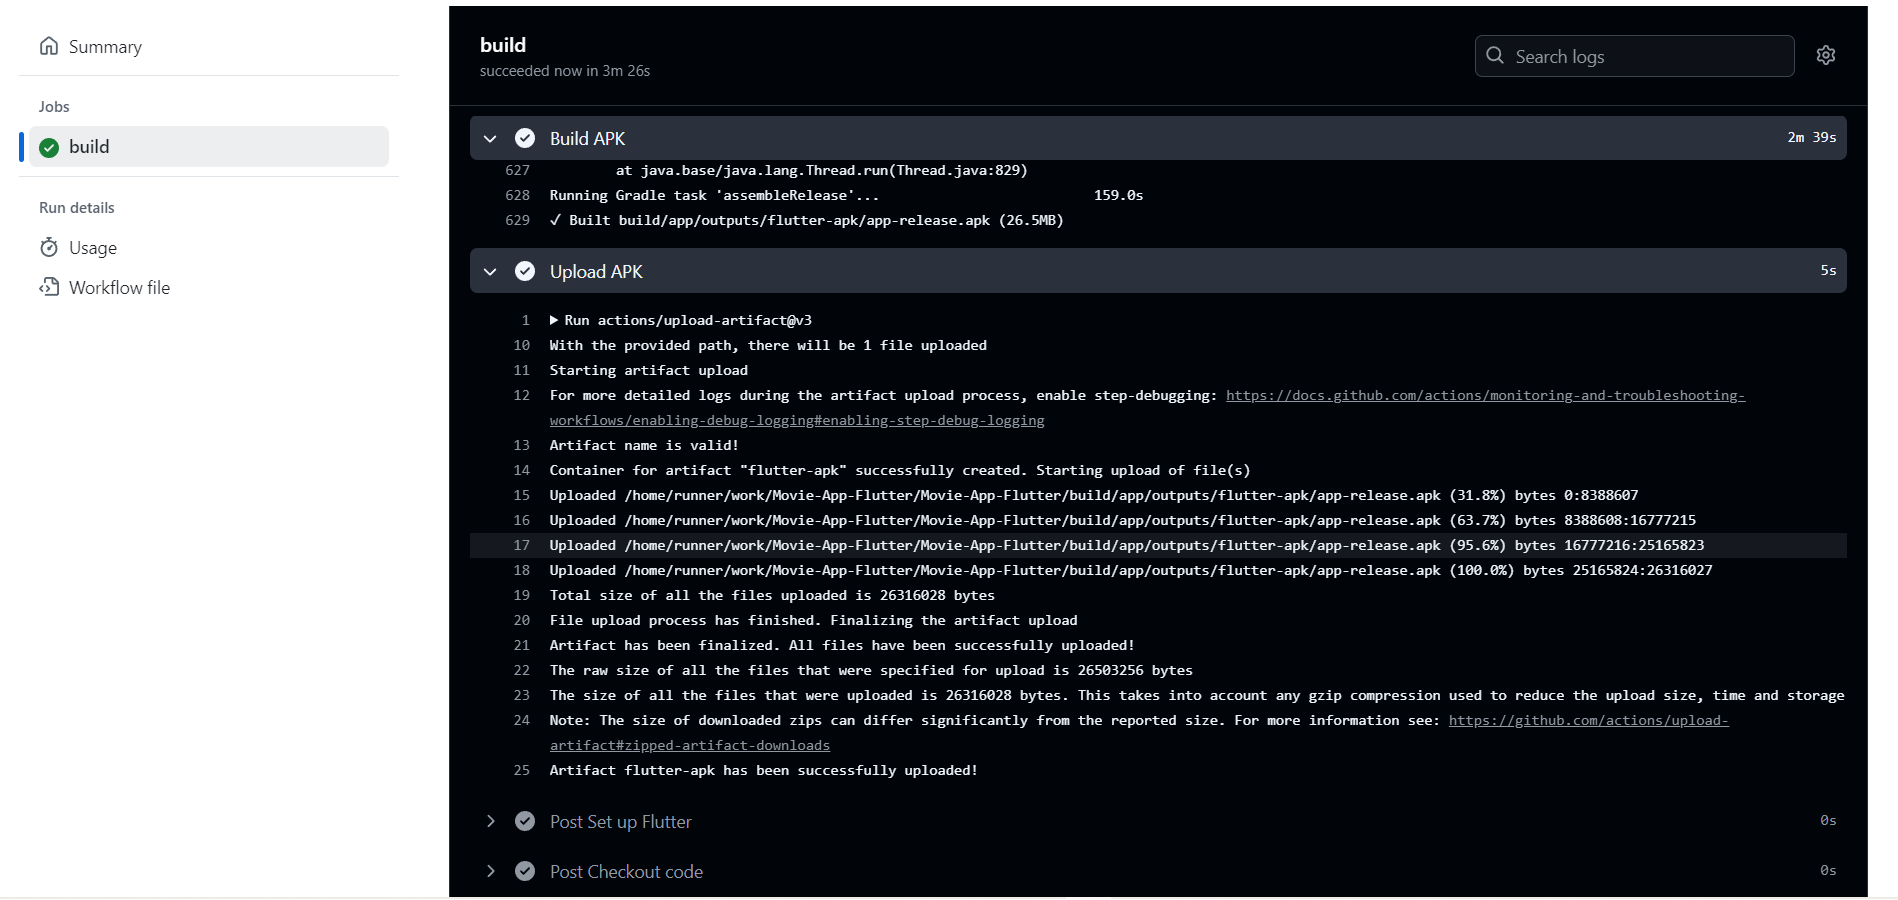 Summary
Jobs
build
Run details
Usage
Workflow file
build
succeeded now in 3m 26s
Search logs
Build APK 2m 39s
627 at java.base/java.lang.Thread.run(Thread.java:829)
628 Running Gradle task 'assembleRelease'... 159.0s
629 ✓ Built build/app/outputs/flutter-apk/app-release.apk (26.5MB)
Upload APK 5s
1 ▶ Run actions/upload-artifact@v3
10 With the provided path, there will be 1 file uploaded
11 Starting artifact upload
12 For more detailed logs during the artifact upload process, enable step-debugging: https://docs.github.com/actions/monitoring-and-troubleshooting-
workflows/enabling-debug-logging#enabling-step-debug-logging
13 Artifact name is valid!
14 Container for artifact "flutter-apk" successfully created. Starting upload of file(s)
15 Uploaded /home/runner/work/Movie-App-Flutter/Movie-App-Flutter/build/app/outputs/flutter-apk/app-release.apk (31.8%) bytes 0:8388607
16 Uploaded /home/runner/work/Movie-App-Flutter/Movie-App-Flutter/build/app/outputs/flutter-apk/app-release.apk (63.7%) bytes 8388608:16777215
17 Uploaded /home/runner/work/Movie-App-Flutter/Movie-App-Flutter/build/app/outputs/flutter-apk/app-release.apk (95.6%) bytes 16777216:25165823
18 Uploaded /home/runner/work/Movie-App-Flutter/Movie-App-Flutter/build/app/outputs/flutter-apk/app-release.apk (100.0%) bytes 25165824:26316027
19 Total size of all the files uploaded is 26316028 bytes
20 File upload process has finished. Finalizing the artifact upload
21 Artifact has been finalized. All files have been successfully uploaded!
22 The raw size of all the files that were specified for upload is 26503256 bytes
23 The size of all the files that were uploaded is 26316028 bytes. This takes into account any gzip compression used to reduce the upload size, time and storage
24 Note: The size of downloaded zips can differ significantly from the reported size. For more information see: https://github.com/actions/upload-
artifact#zipped-artifact-downloads
25 Artifact flutter-apk has been successfully uploaded!
Post Set up Flutter 0s
Post Checkout code 0s